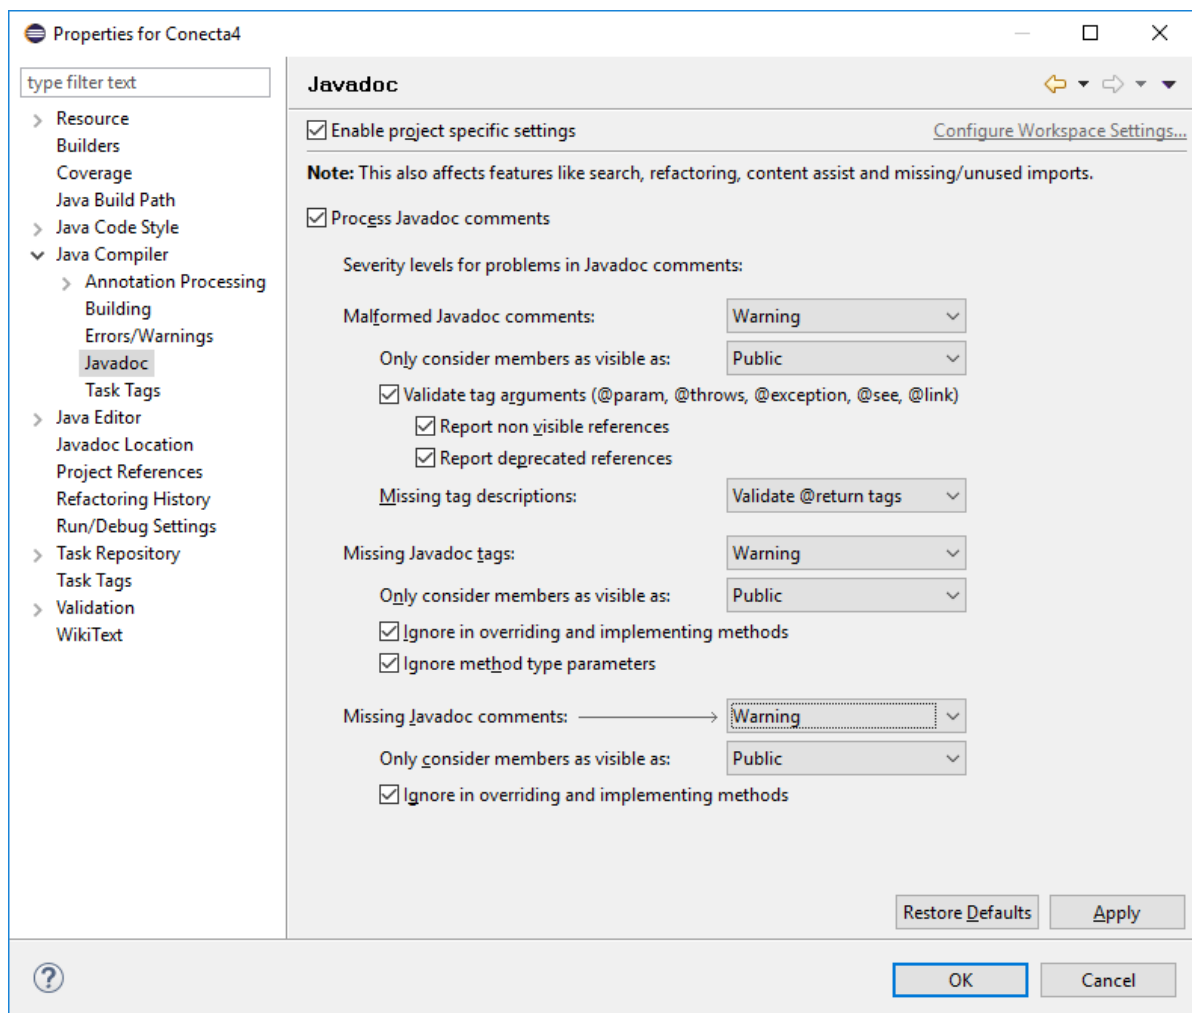 Properties for Conecta4
type filter text
Resource
Builders
Coverage
Java Build Path
Java Code Style
Java Compiler
Annotation Processing
Building
Errors/Warnings
Javadoc
Task Tags
Java Editor
Javadoc Location
Project References
Refactoring History
Run/Debug Settings
Task Repository
Task Tags
Validation
WikiText
Javadoc
Enable project specific settings
Configure Workspace Settings...
Note: This also affects features like search, refactoring, content assist and missing/unused imports.
Process Javadoc comments
Severity levels for problems in Javadoc comments:
Malformed Javadoc comments: Warning
Only consider members as visible as: Public
Validate tag arguments (@param, @throws, @exception, @see, @link)
Report non visible references
Report deprecated references
Missing tag descriptions: Validate @return tags
Missing Javadoc tags: Warning
Only consider members as visible as: Public
Ignore in overriding and implementing methods
Ignore method type parameters
Missing Javadoc comments: Warning
Only consider members as visible as: Public
Ignore in overriding and implementing methods
Restore Defaults Apply
? OK Cancel